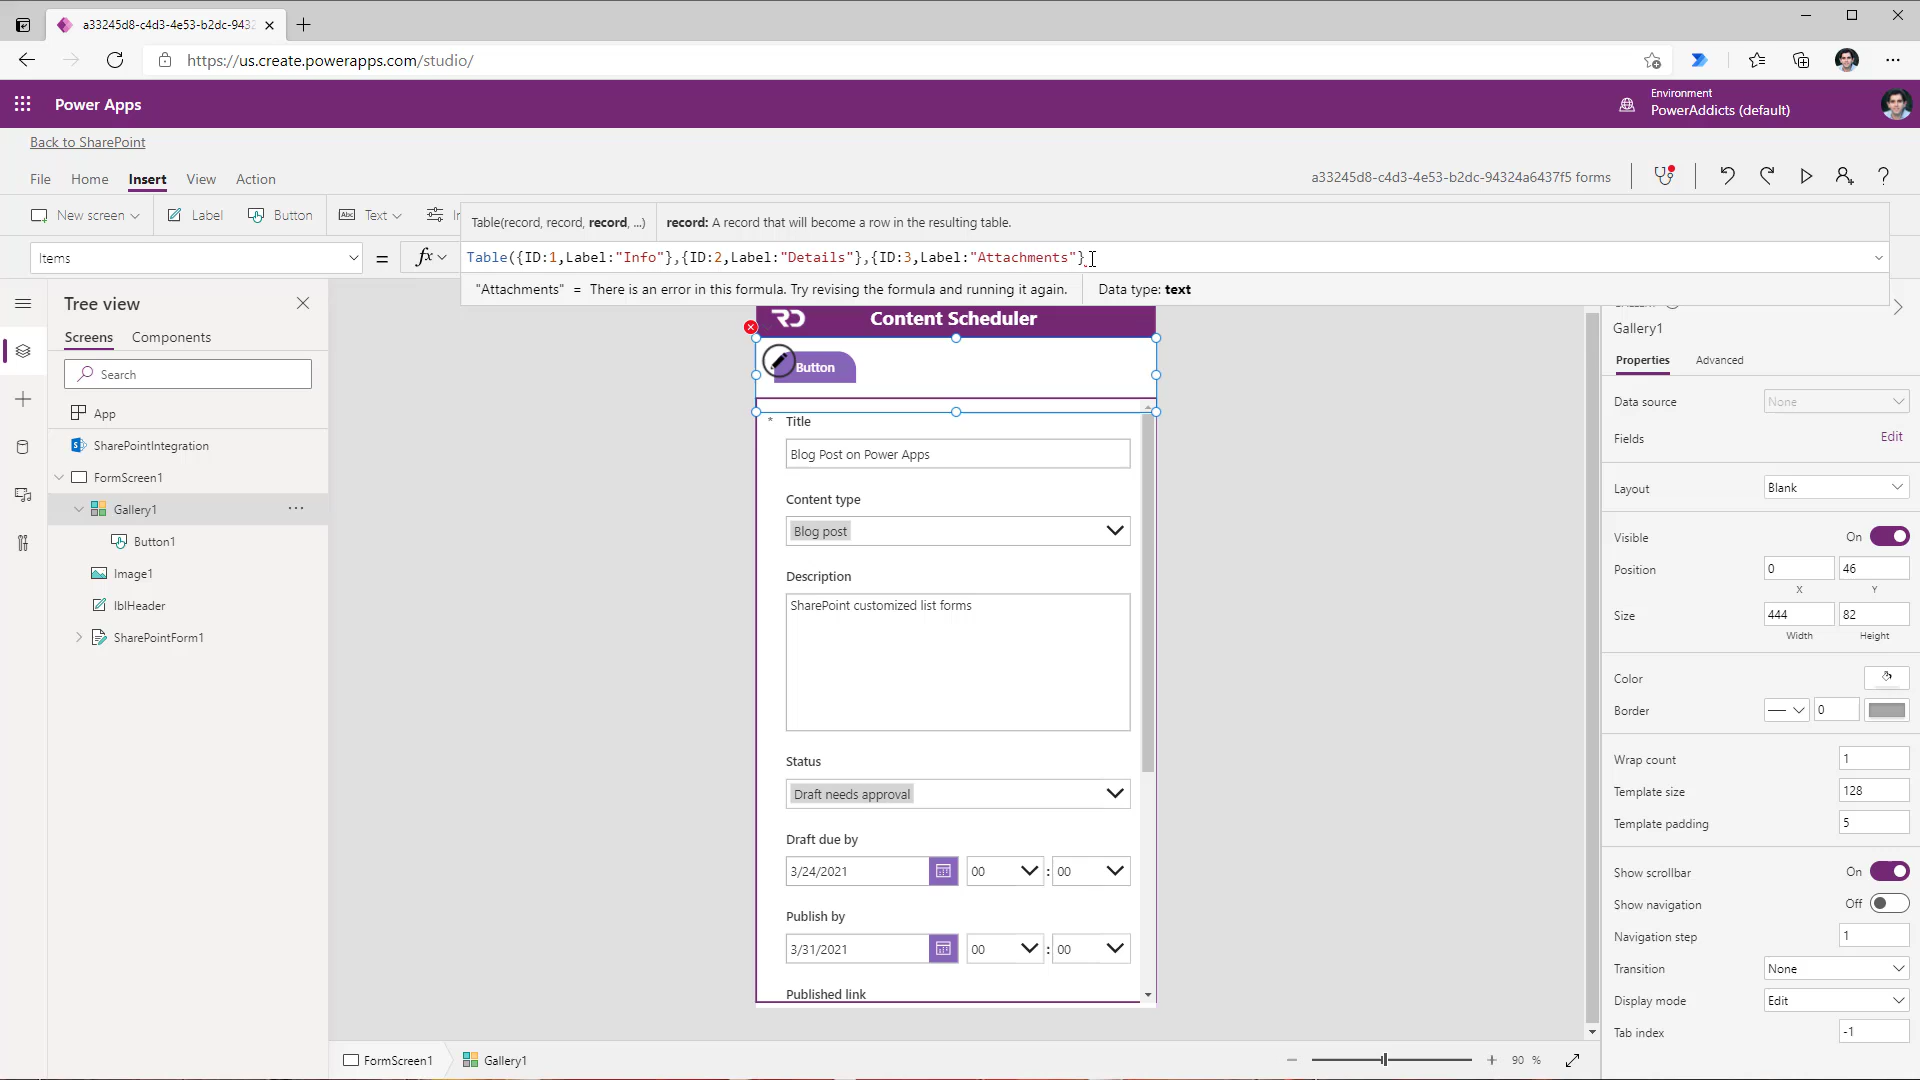 a33245d8-c4d3-4e53-b2dc-9432
https://us.create.powerapps.com/studio/
Power Apps
Environment
PowerAddicts (default)
Back to SharePoint
File Home Insert View Action
a33245d8-c4d3-4e53-b2dc-94324a6437f5 forms
New screen Label Button Text
Table(record, record, record, ...) record: A record that will become a row in the resulting table.
Items = fx Table({ID:1,Label:"Info"},{ID:2,Label:"Details"},{ID:3,Label:"Attachments"}
"Attachments" = There is an error in this formula. Try revising the formula and running it again. Data type: text
Tree view
Screens Components
Search
App
SharePointIntegration
FormScreen1
Gallery1
Button1
Image1
lblHeader
SharePointForm1
RD Content Scheduler
Button
* Title
Blog Post on Power Apps
Content type
Blog post
Description
SharePoint customized list forms
Status
Draft needs approval
Draft due by
3/24/2021 00 : 00
Publish by
3/31/2021 00 : 00
Published link
FormScreen1 Gallery1
90 %
Gallery1
Properties Advanced
Data source None
Fields Edit
Layout Blank
Visible On
Position 0 46
X Y
Size 444 82
Width Height
Color
Border 0
Wrap count 1
Template size 128
Template padding 5
Show scrollbar On
Show navigation Off
Navigation step 1
Transition None
Display mode Edit
Tab index -1